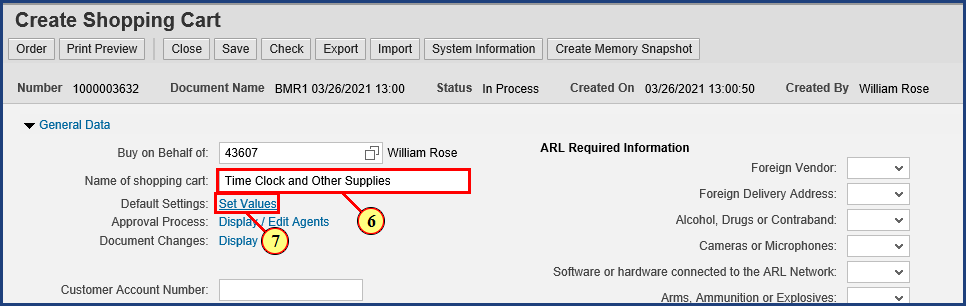 Create Shopping Cart
Order Print Preview Close Save Check Export Import System Information Create Memory Snapshot
Number 1000003632 Document Name BMR1 03/26/2021 13:00 Status In Process Created On 03/26/2021 13:00:50 Created By William Rose
General Data
Buy on Behalf of: 43607 William Rose
ARL Required Information
Foreign Vendor:
Name of shopping cart: Time Clock and Other Supplies
Foreign Delivery Address:
Default Settings: Set Values
6
Approval Process: Display / Edit Agents
Alcohol, Drugs or Contraband:
Document Changes: Display
7
Cameras or Microphones:
Software or hardware connected to the ARL Network:
Customer Account Number:
Arms, Ammunition or Explosives: